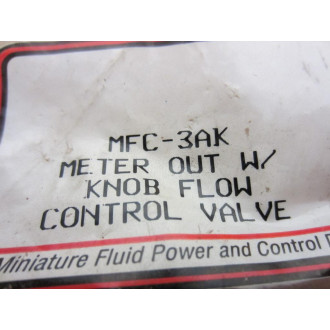 MFC-3AK
METER OUT W/
KNOB FLOW
CONTROL VALVE
Miniature Fluid Power and Control